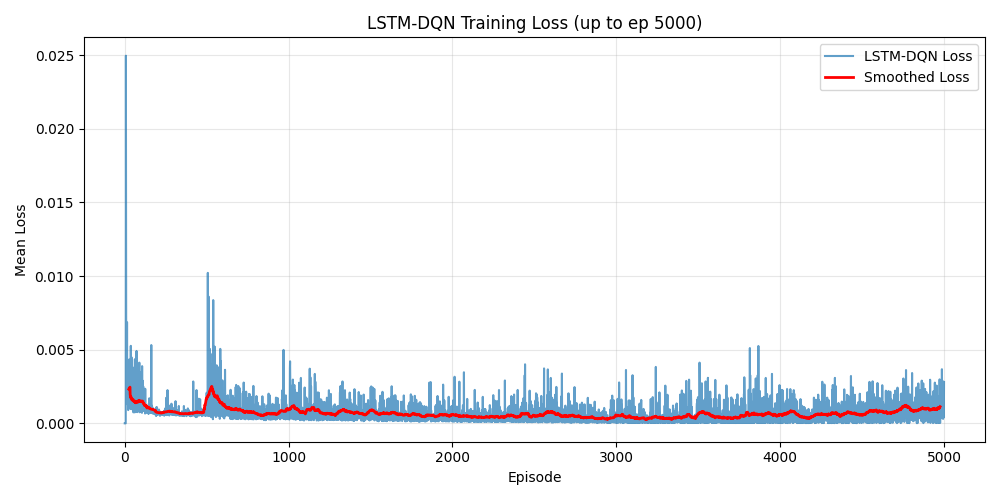 LSTM-DQN Training Loss (up to ep 5000)
LSTM-DQN Loss
Smoothed Loss
Mean Loss
0.025
0.020
0.015
0.010
0.005
0.000
0
1000
2000
3000
4000
5000
Episode